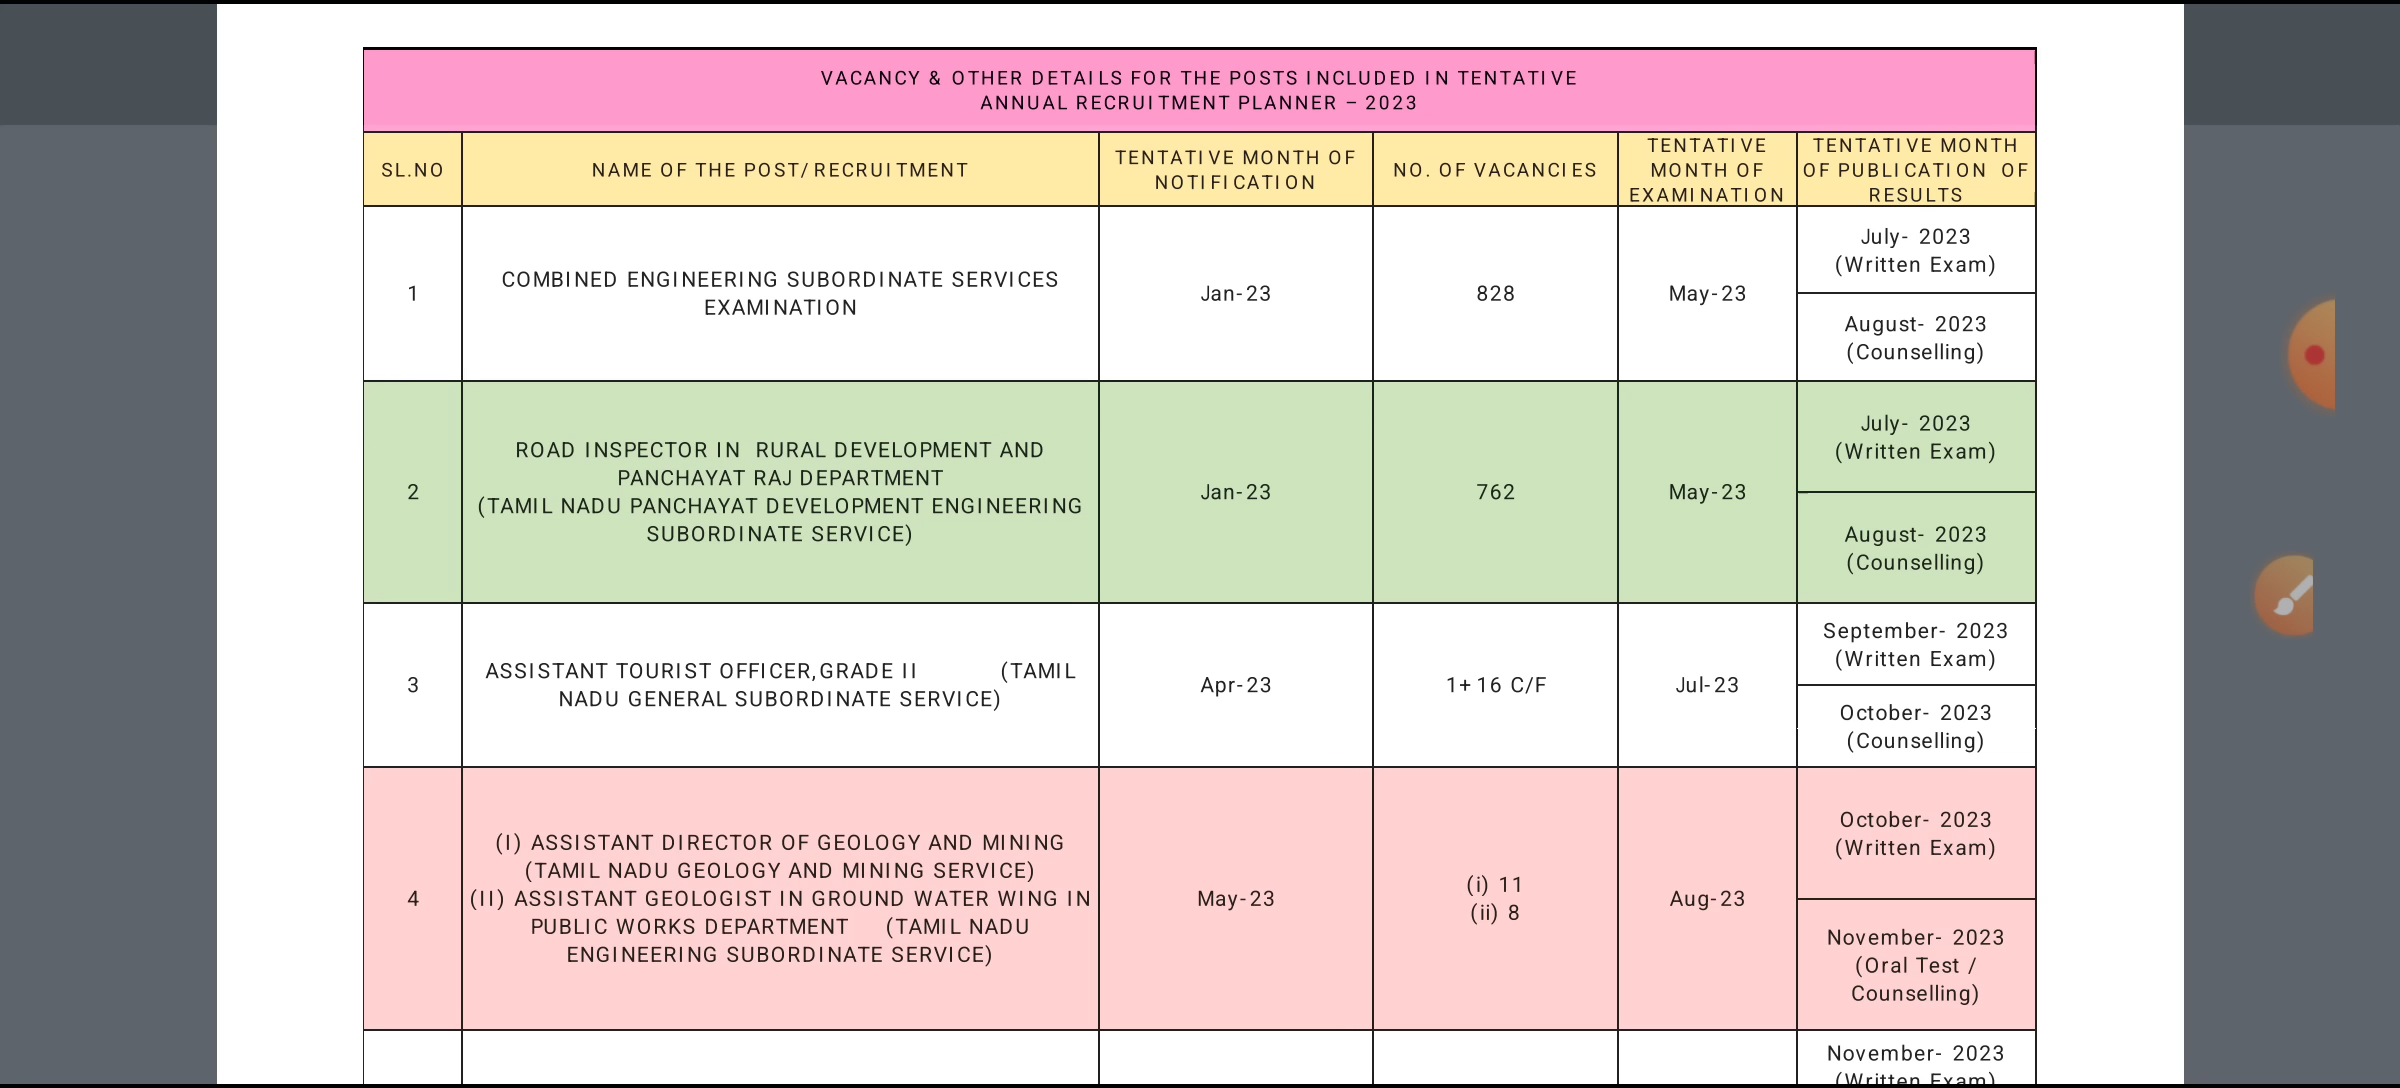 VACANCY & OTHER DETAILS FOR THE POSTS INCLUDED IN TENTATIVE
ANNUAL RECRUITMENT PLANNER – 2023
SL.NO
NAME OF THE POST/RECRUITMENT
TENTATIVE MONTH OF
NOTIFICATION
NO. OF VACANCIES
TENTATIVE
MONTH OF
EXAMINATION
TENTATIVE MONTH
OF PUBLICATION OF
RESULTS
1
COMBINED ENGINEERING SUBORDINATE SERVICES
EXAMINATION
Jan-23
828
May-23
July- 2023
(Written Exam)
August- 2023
(Counselling)
2
ROAD INSPECTOR IN RURAL DEVELOPMENT AND
PANCHAYAT RAJ DEPARTMENT
(TAMIL NADU PANCHAYAT DEVELOPMENT ENGINEERING
SUBORDINATE SERVICE)
Jan-23
762
May-23
July- 2023
(Written Exam)
August- 2023
(Counselling)
3
ASSISTANT TOURIST OFFICER,GRADE II (TAMIL
NADU GENERAL SUBORDINATE SERVICE)
Apr-23
1+16 C/F
Jul-23
September- 2023
(Written Exam)
October- 2023
(Counselling)
4
(I) ASSISTANT DIRECTOR OF GEOLOGY AND MINING
(TAMIL NADU GEOLOGY AND MINING SERVICE)
(II) ASSISTANT GEOLOGIST IN GROUND WATER WING IN
PUBLIC WORKS DEPARTMENT (TAMIL NADU
ENGINEERING SUBORDINATE SERVICE)
May-23
(i) 11
(ii) 8
Aug-23
October- 2023
(Written Exam)
November- 2023
(Oral Test /
Counselling)
November- 2023
(Written Exam)